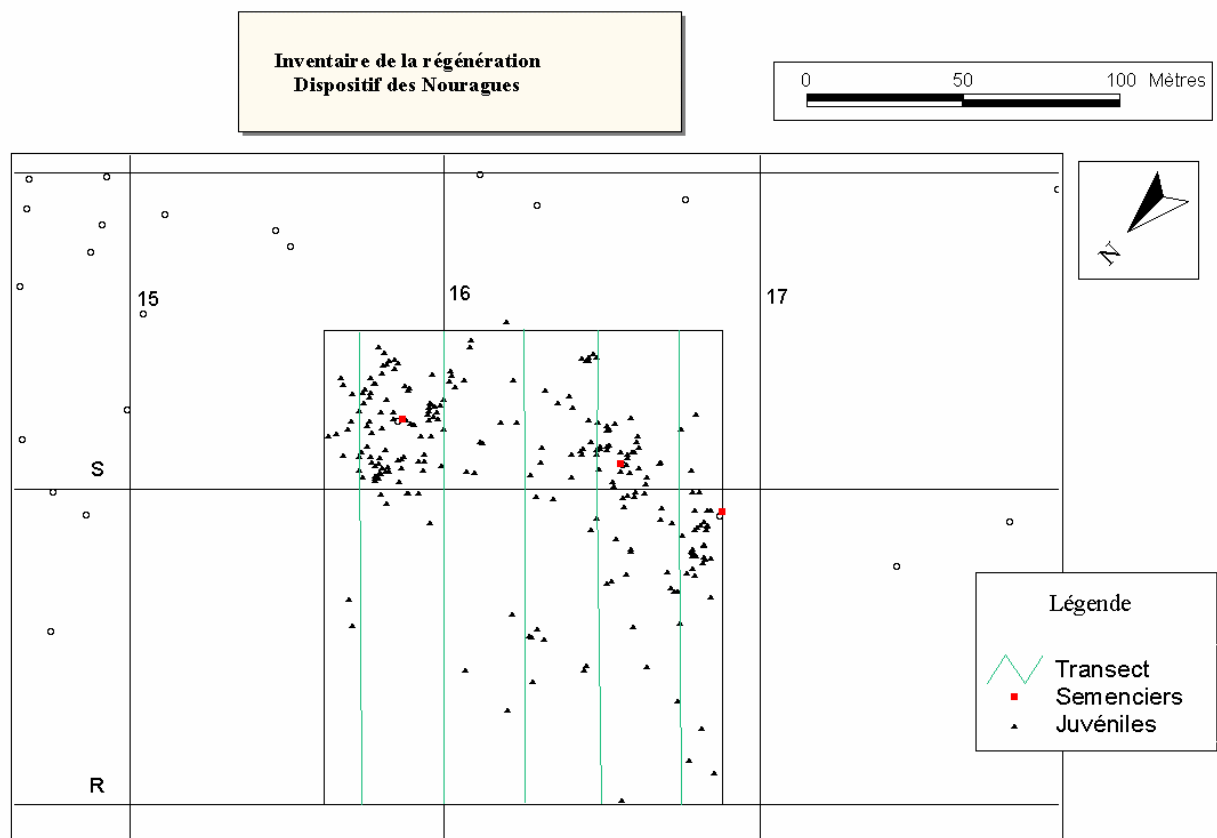 Inventaire de la régénération
Dispositif des Nouragues
0 50 100 Mètres
N
15 16 17
S
R
Légende
Transect
Semenciers
Juvéniles